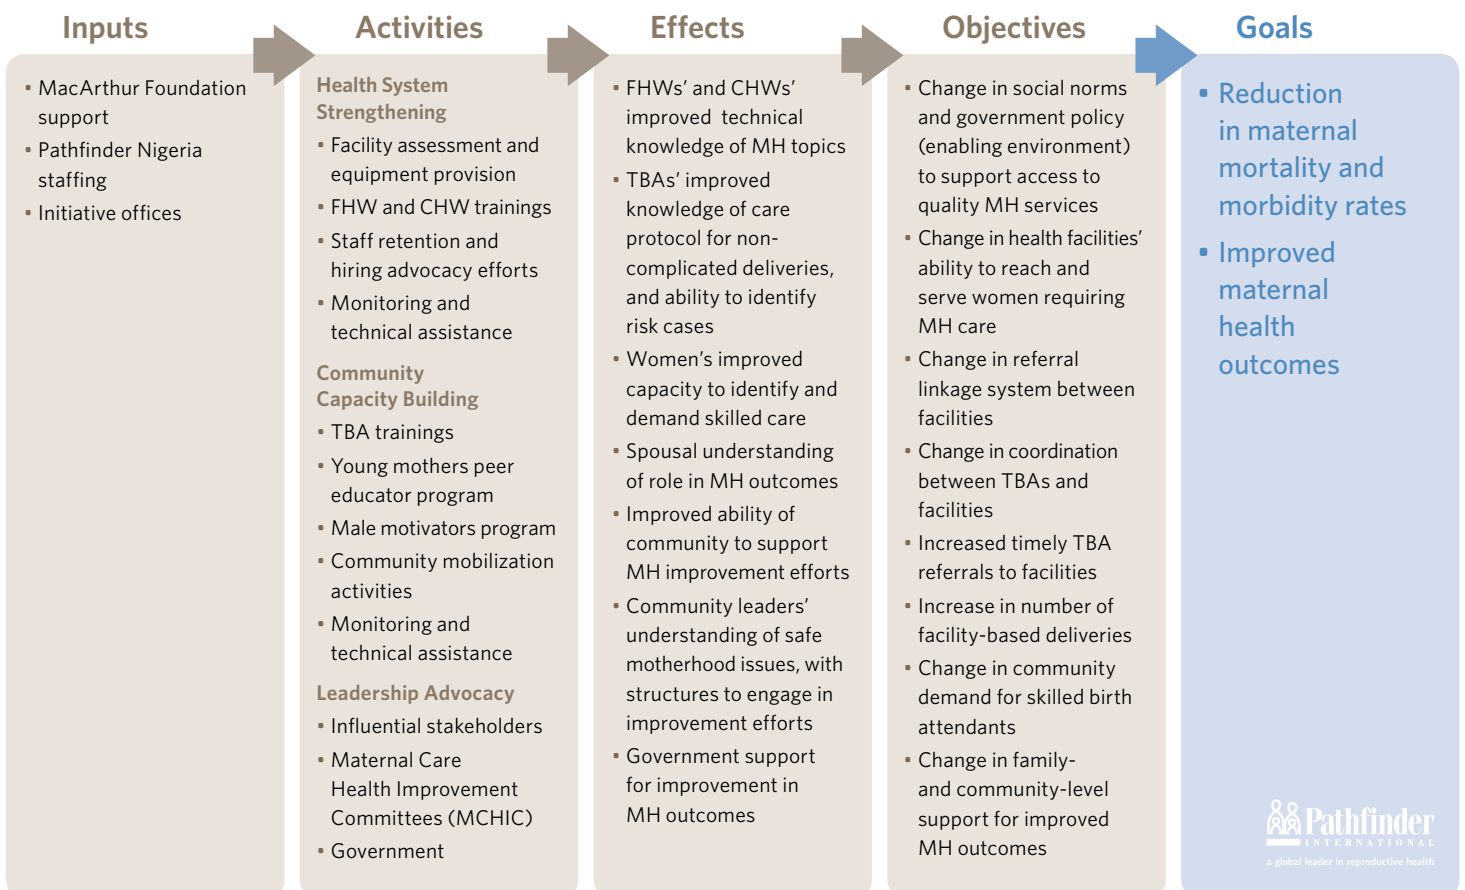 Inputs
Activities
Effects
Objectives
Goals
▪ MacArthur Foundation
support
▪ Pathfinder Nigeria
staffing
▪ Initiative offices
Health System
Strengthening
▪ Facility assessment and
equipment provision
▪ FHW and CHW trainings
▪ Staff retention and
hiring advocacy efforts
▪ Monitoring and
technical assistance
Community
Capacity Building
▪ TBA trainings
▪ Young mothers peer
educator program
▪ Male motivators program
▪ Community mobilization
activities
▪ Monitoring and
technical assistance
Leadership Advocacy
▪ Influential stakeholders
▪ Maternal Care
Health Improvement
Committees (MCHIC)
▪ Government
▪ FHWs’ and CHWs’
improved technical
knowledge of MH topics
▪ TBAs’ improved
knowledge of care
protocol for non-
complicated deliveries,
and ability to identify
risk cases
▪ Women’s improved
capacity to identify and
demand skilled care
▪ Spousal understanding
of role in MH outcomes
▪ Improved ability of
community to support
MH improvement efforts
▪ Community leaders’
understanding of safe
motherhood issues, with
structures to engage in
improvement efforts
▪ Government support
for improvement in
MH outcomes
▪ Change in social norms
and government policy
(enabling environment)
to support access to
quality MH services
▪ Change in health facilities’
ability to reach and
serve women requiring
MH care
▪ Change in referral
linkage system between
facilities
▪ Change in coordination
between TBAs and
facilities
▪ Increased timely TBA
referrals to facilities
▪ Increase in number of
facility-based deliveries
▪ Change in community
demand for skilled birth
attendants
▪ Change in family-
and community-level
support for improved
MH outcomes
▪ Reduction
in maternal
mortality and
morbidity rates
▪ Improved
maternal
health
outcomes
Pathfinder
INTERNATIONAL
a global leader in reproductive health